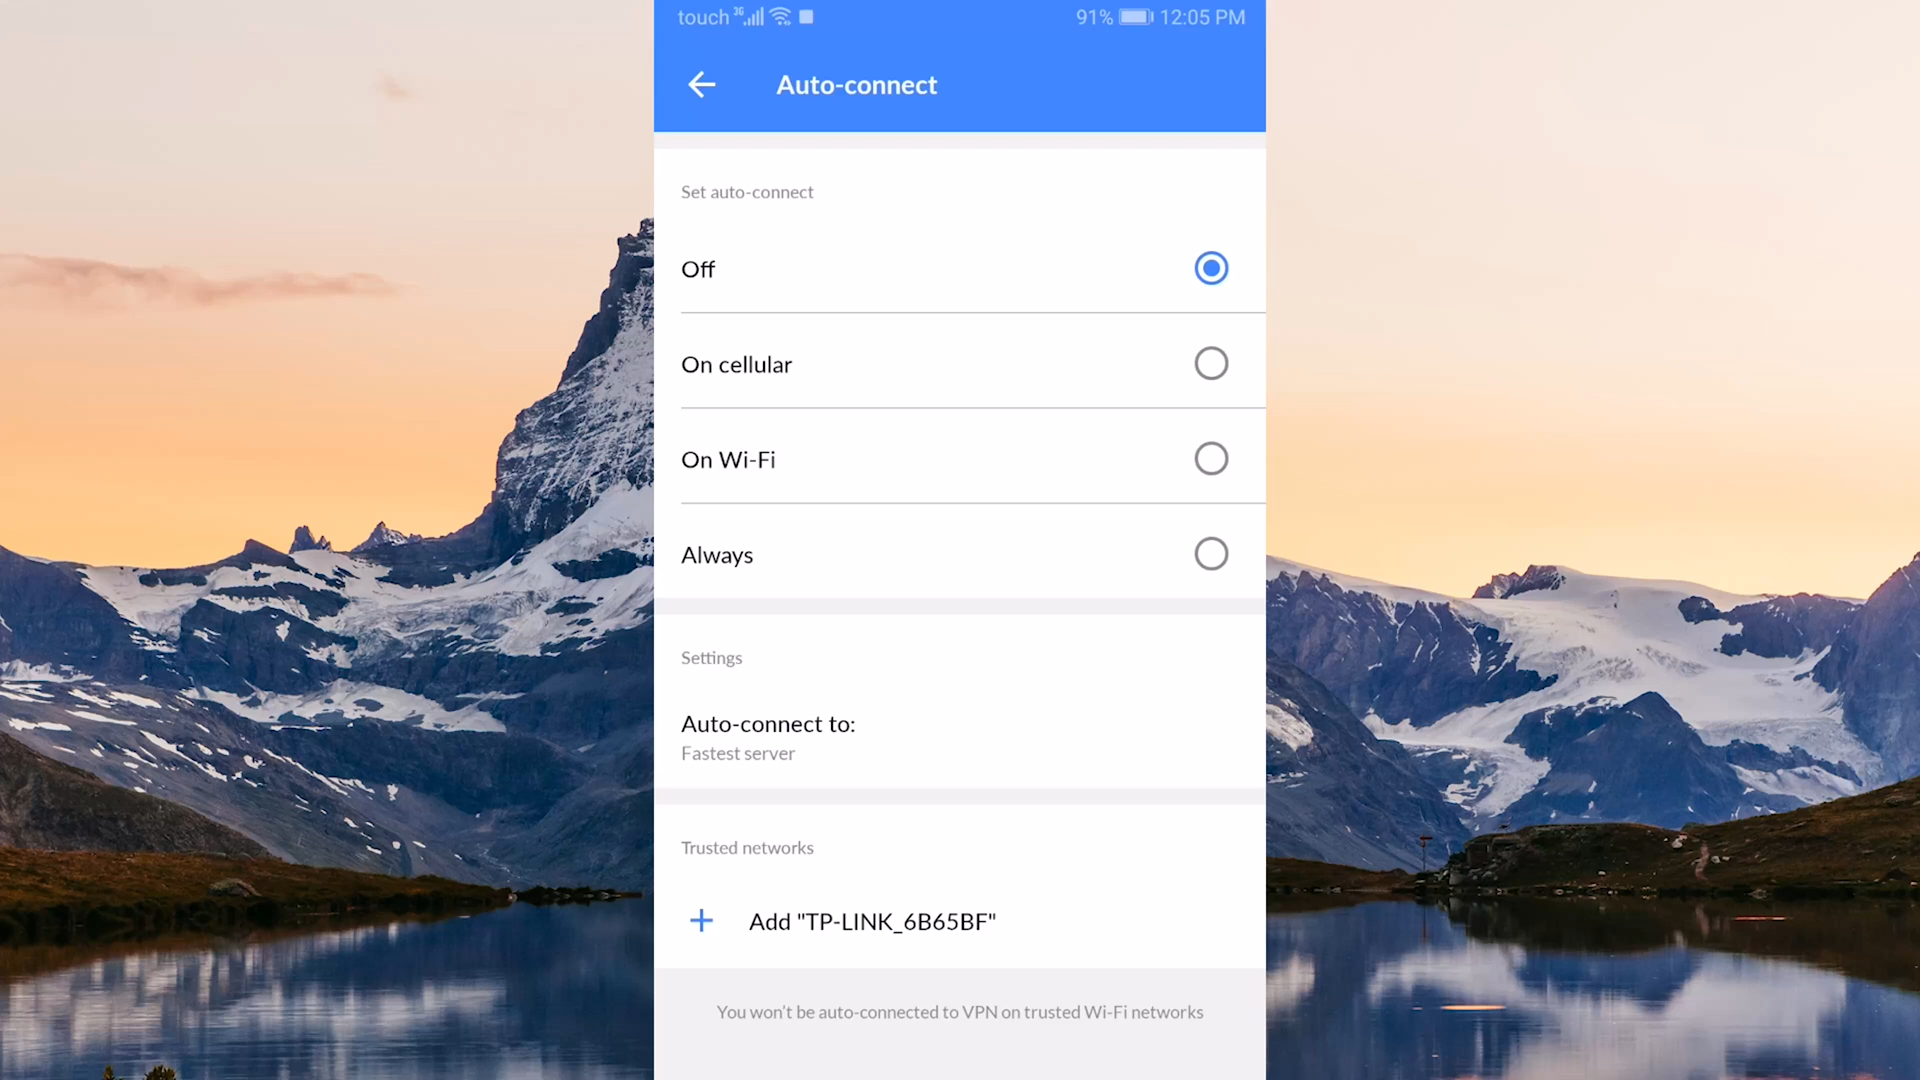 touch 3G 91% 12:05 PM
Auto-connect
Set auto-connect
Off
On cellular
On Wi-Fi
Always
Settings
Auto-connect to:
Fastest server
Trusted networks
Add "TP-LINK_6B65BF"
You won't be auto-connected to VPN on trusted Wi-Fi networks